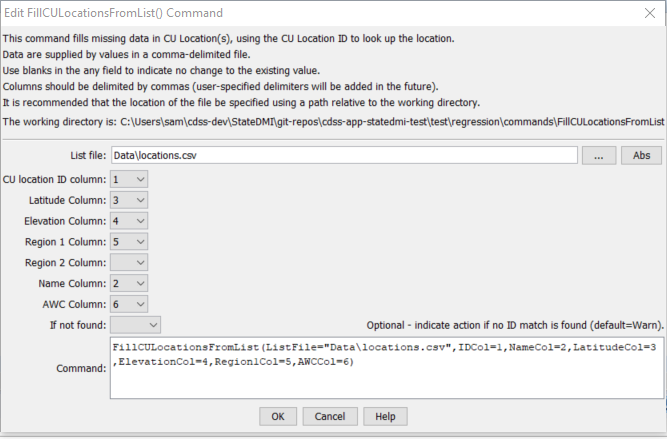 Edit FillCULocationsFromList() Command
This command fills missing data in CU Location(s), using the CU Location ID to look up the location.
Data are supplied by values in a comma-delimited file.
Use blanks in the any field to indicate no change to the existing value.
Columns should be delimited by commas (user-specified delimiters will be added in the future).
It is recommended that the location of the file be specified using a path relative to the working directory.
The working directory is: C:\Users\sam\cdss-dev\StateDMI\git-repos\cdss-app-statedmi-test\test\regression\commands\FillCULocationsFromList
List file: Data\locations.csv ... Abs
CU location ID column: 1
Latitude Column: 3
Elevation Column: 4
Region 1 Column: 5
Region 2 Column:
Name Column: 2
AWC Column: 6
If not found: Optional - indicate action if no ID match is found (default=Warn).
Command: FillCULocationsFromList(ListFile="Data\locations.csv",IDCol=1,NameCol=2,LatitudeCol=3
,ElevationCol=4,Region1Col=5,AWCCol=6)
OK Cancel Help